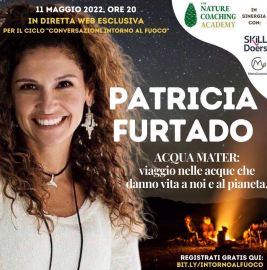 11 MAGGIO 2022, ORE 20
IN DIRETTA WEB ESCLUSIVA
PER IL CICLO "CONVERSAZIONI INTORNO AL FUOCO"
THE
NATURE
COACHING
ACADEMY
IN
SINERGIA
CON:
SKILL
Doers
PATRICIA
FURTADO
ACQUA MATER:
viaggio nelle acque che
danno vita a noi e al pianeta.
REGISTRATI GRATIS QUI:
BIT.LY/INTORNOALFUOCO